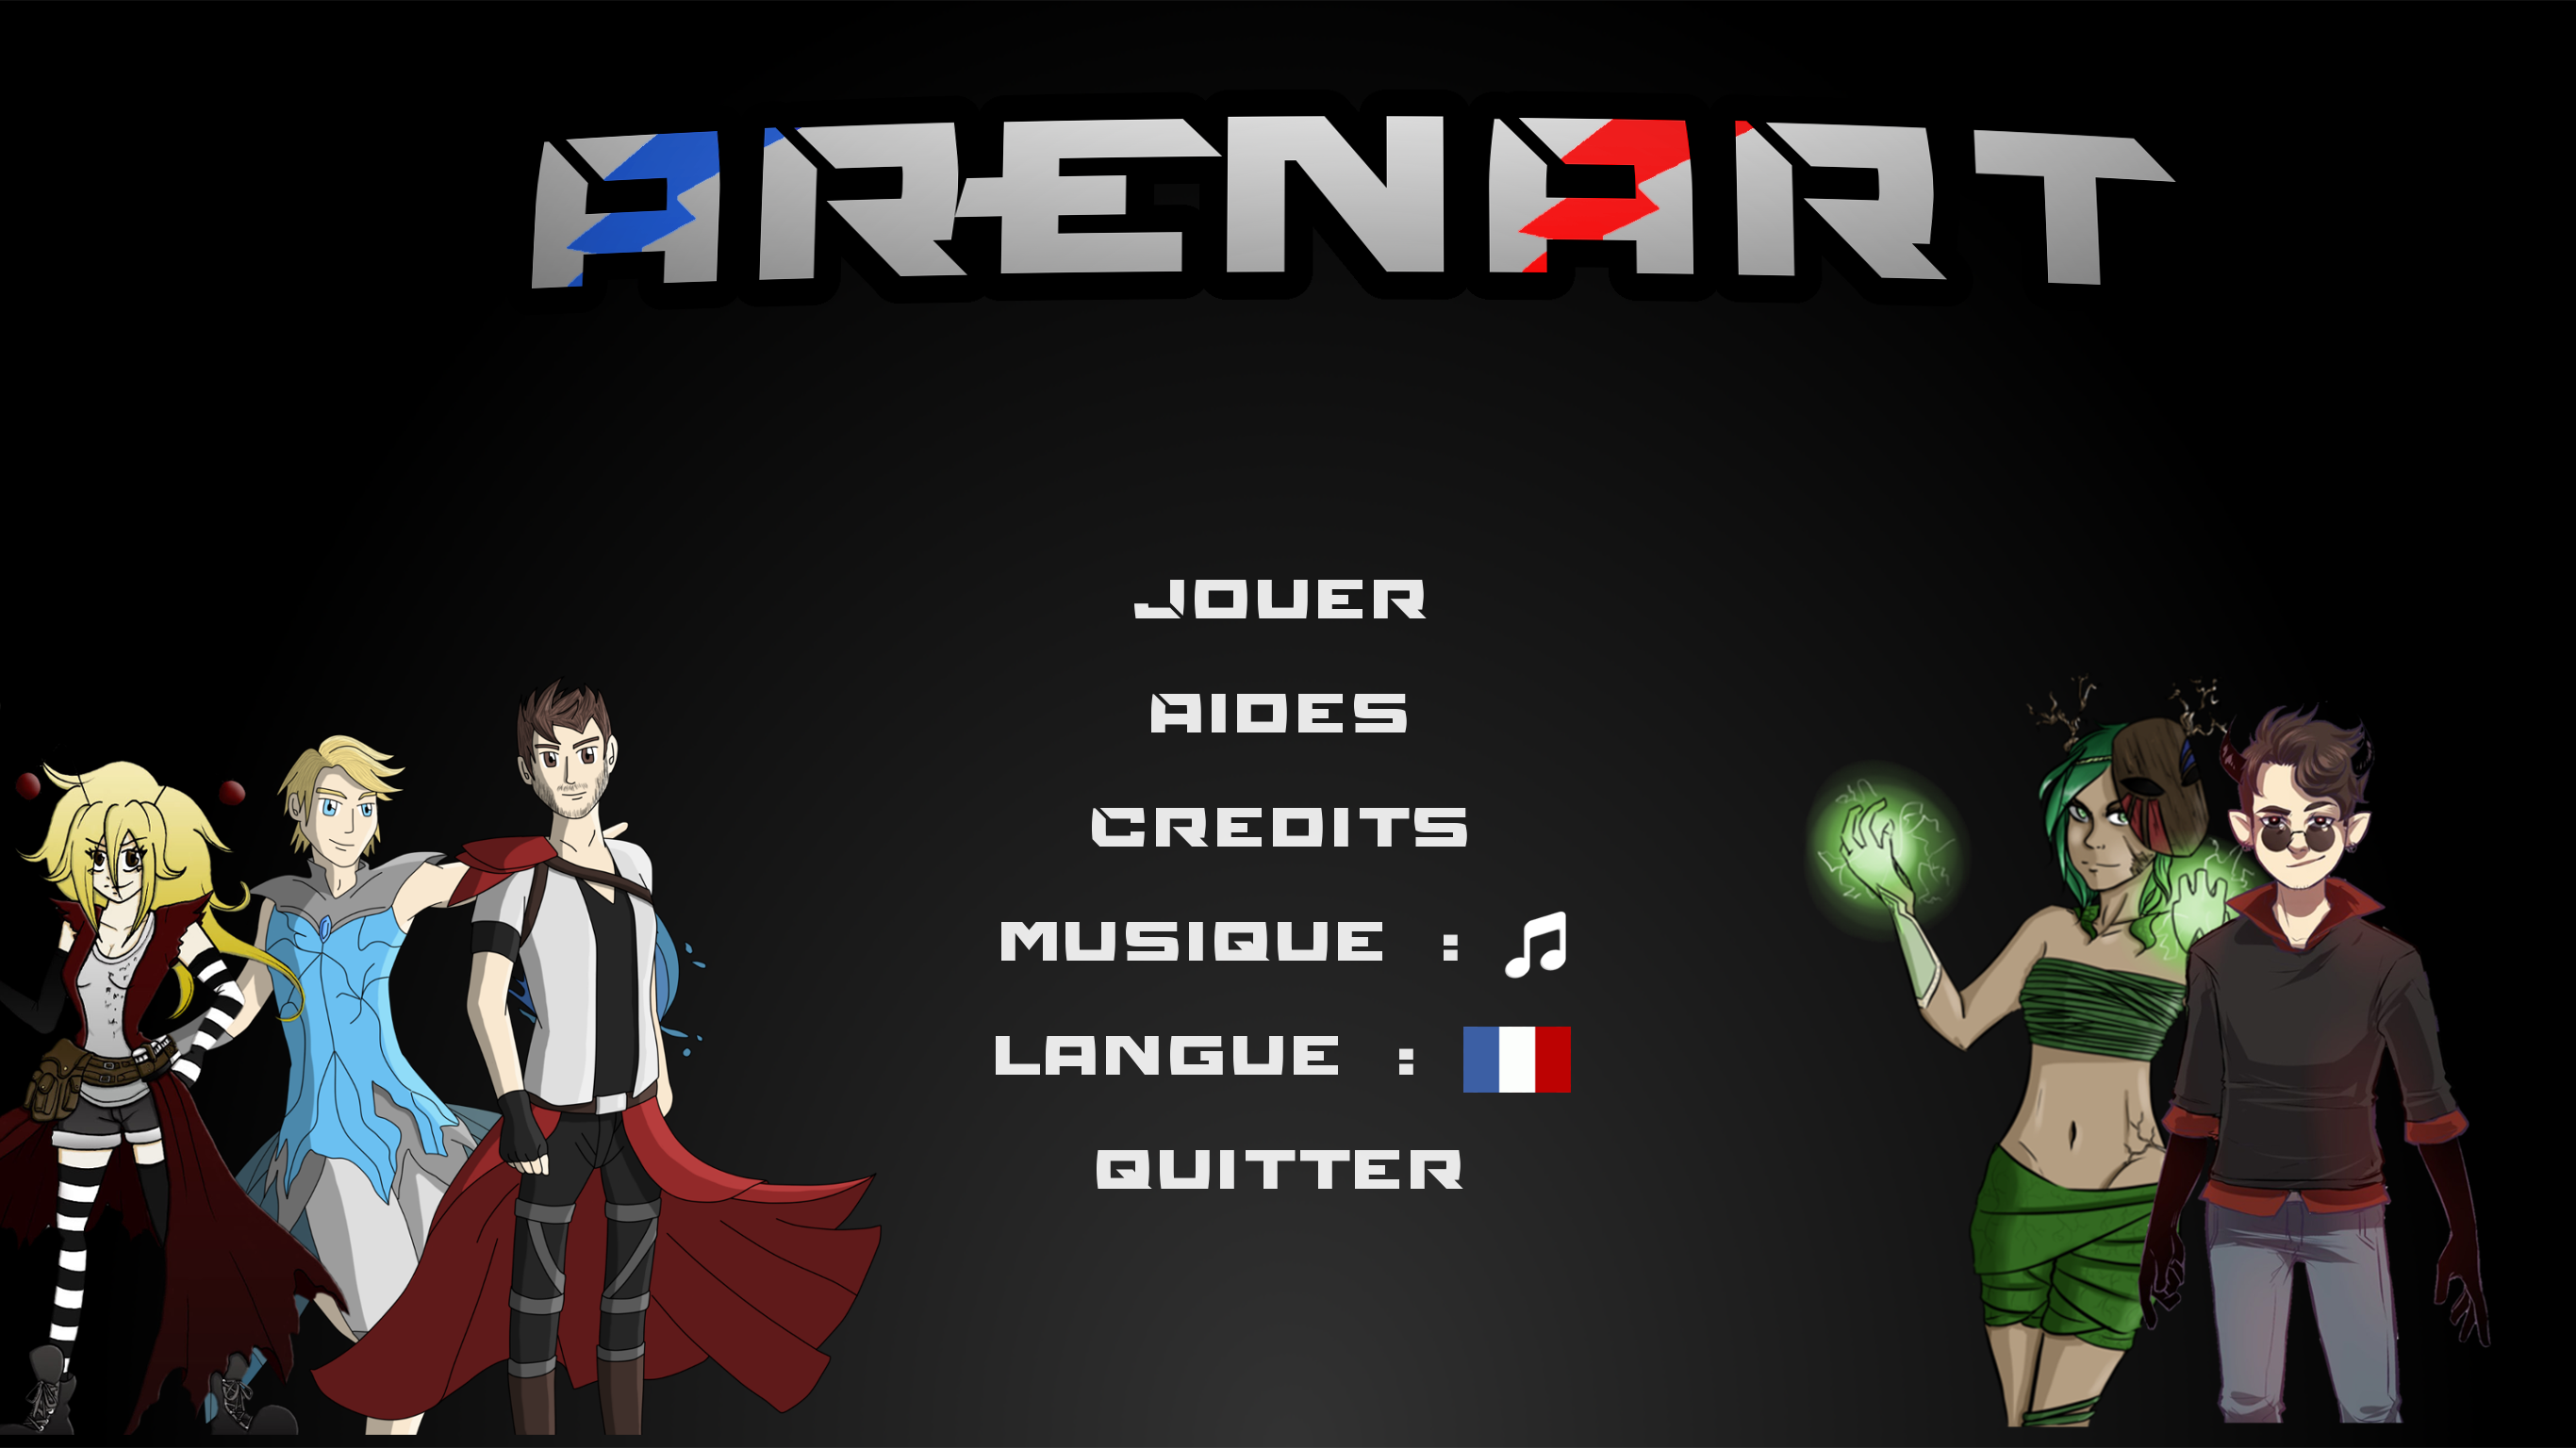 ARENART
JOUER
AIDES
CREDITS
MUSIQUE :
LANGUE :
QUITTER